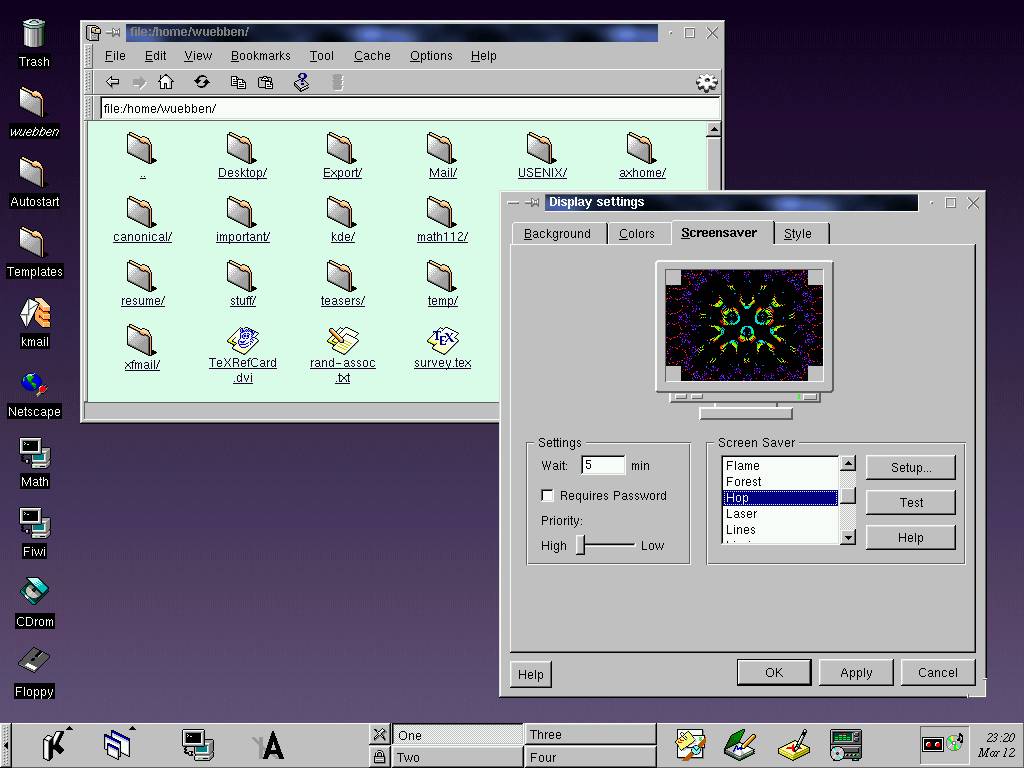 Trash
wuebben
Autostart
Templates
kmail
Netscape
Math
Fiwi
CDrom
Floppy
file:/home/wuebben/
File Edit View Bookmarks Tool Cache Options Help
file:/home/wuebben/
.. Desktop/ Export/ Mail/ USENIX/ axhome/
canonical/ important/ kde/ math112/
resume/ stuff/ teasers/ temp/
xfmail/ TeXRefCard rand-assoc survey.tex
.dvi .txt
Display settings
Background Colors Screensaver Style
Settings
Wait: 5 min
Requires Password
Priority:
High Low
Screen Saver
Flame
Forest
Hop
Laser
Lines
Setup...
Test
Help
Help OK Apply Cancel
K
One Three
Two Four
23:20
Mar 12